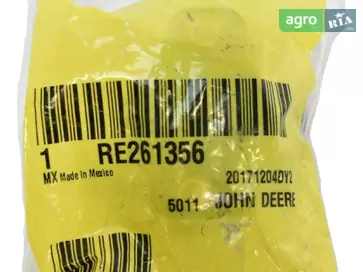 agro RIA
1 RE261356
MX Made in Mexico
20171204DY2
5011 JOHN DEERE